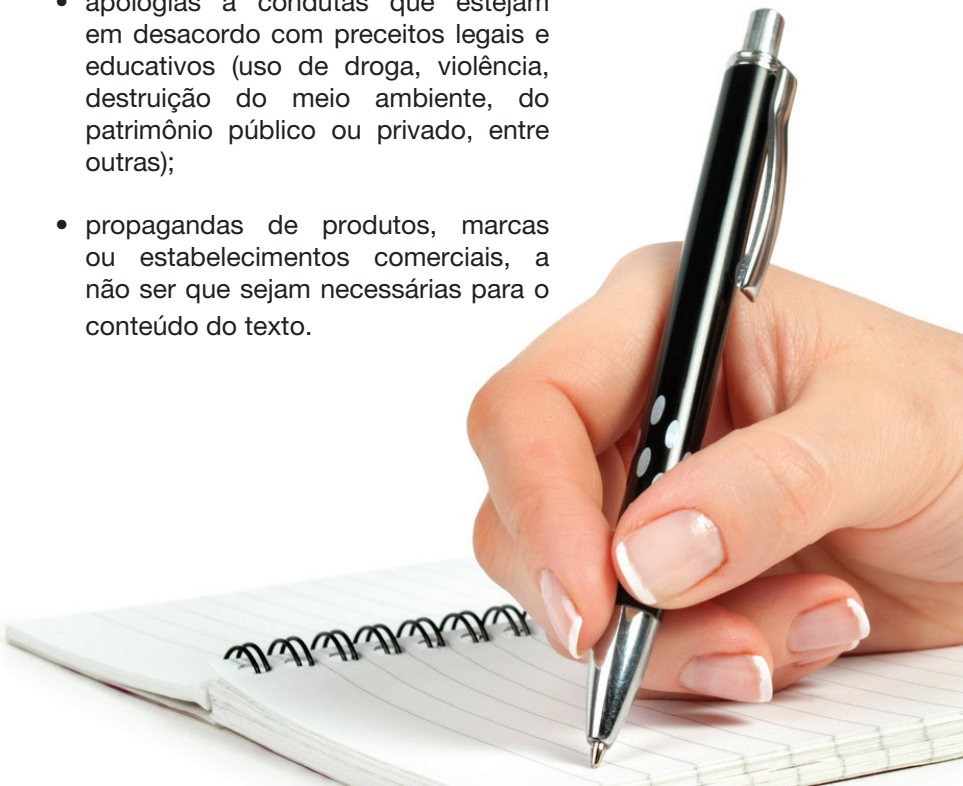 • apologias a condutas que estejam
em desacordo com preceitos legais e
educativos (uso de droga, violência,
destruição do meio ambiente, do
patrimônio público ou privado, entre
outras);
• propagandas de produtos, marcas
ou estabelecimentos comerciais, a
não ser que sejam necessárias para o
conteúdo do texto.